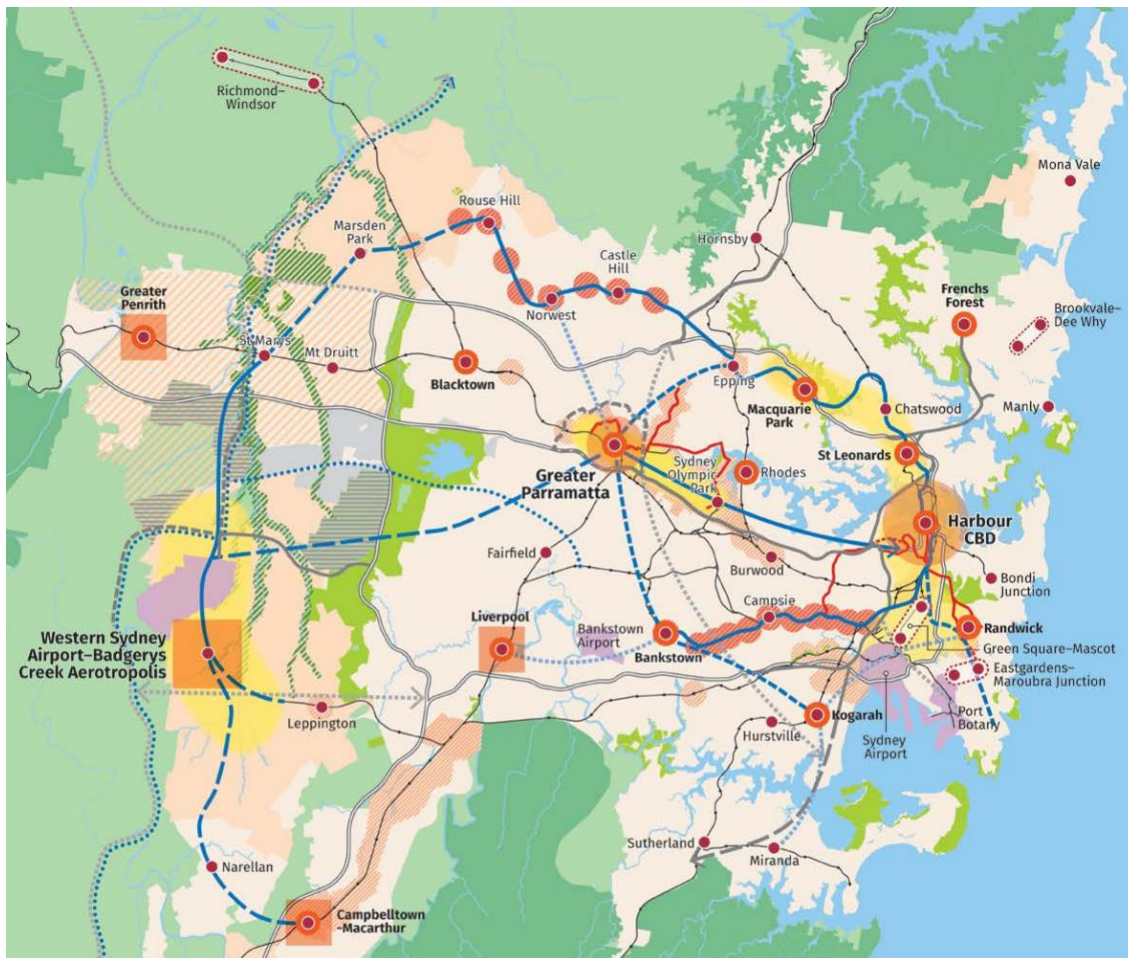 Richmond–
Windsor
Mona Vale
Rouse Hill
Marsden
Park
Hornsby
Castle
Hill
Greater
Penrith
Frenchs
Forest
Norwest
Brookvale–
Dee Why
St Marys
Mt Druitt
Blacktown
Epping
Macquarie
Park
Chatswood
Manly
St Leonards
Greater
Parramatta
Sydney
Olympic
Park
Rhodes
Harbour
CBD
Fairfield
Burwood
Bondi
Junction
Campsie
Liverpool
Bankstown
Airport
Bankstown
Randwick
Green Square–Mascot
Western Sydney
Airport–Badgerys
Creek Aerotropolis
Eastgardens–
Maroubra Junction
Leppington
Kogarah
Port
Botany
Hurstville
Sydney
Airport
Sutherland
Miranda
Narellan
Campbelltown
-Macarthur